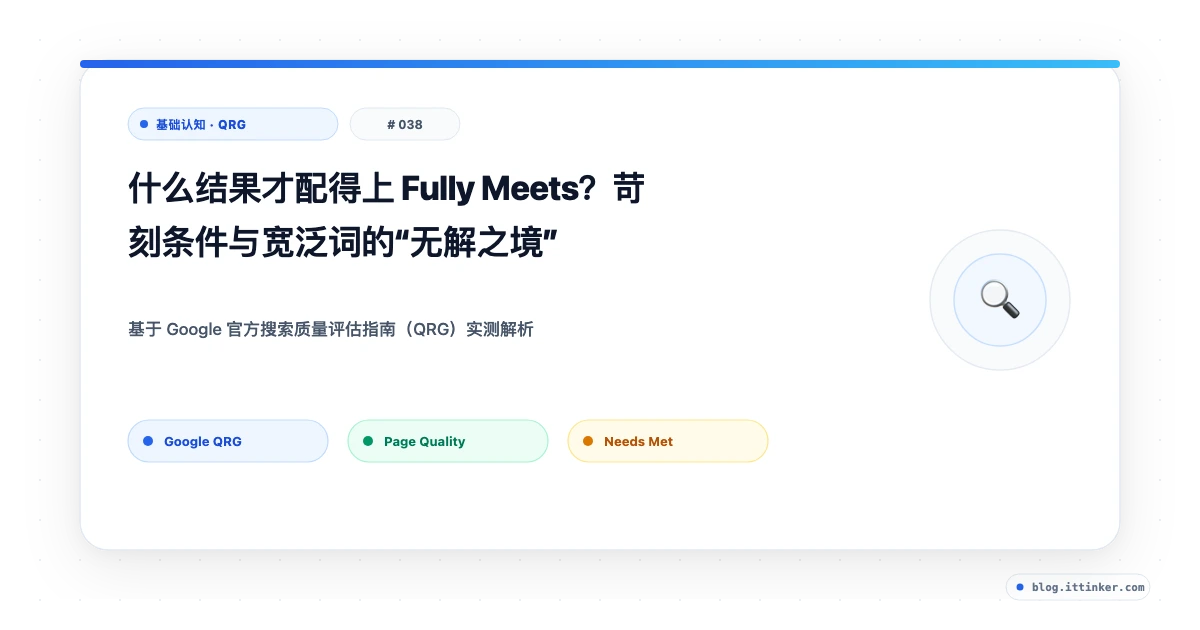 基础认知 · QRG
# 038
什么结果才配得上 Fully Meets？苛
刻条件与宽泛词的“无解之境”
基于 Google 官方搜索质量评估指南（QRG）实测解析
Google QRG
Page Quality
Needs Met
blog.ittinker.com